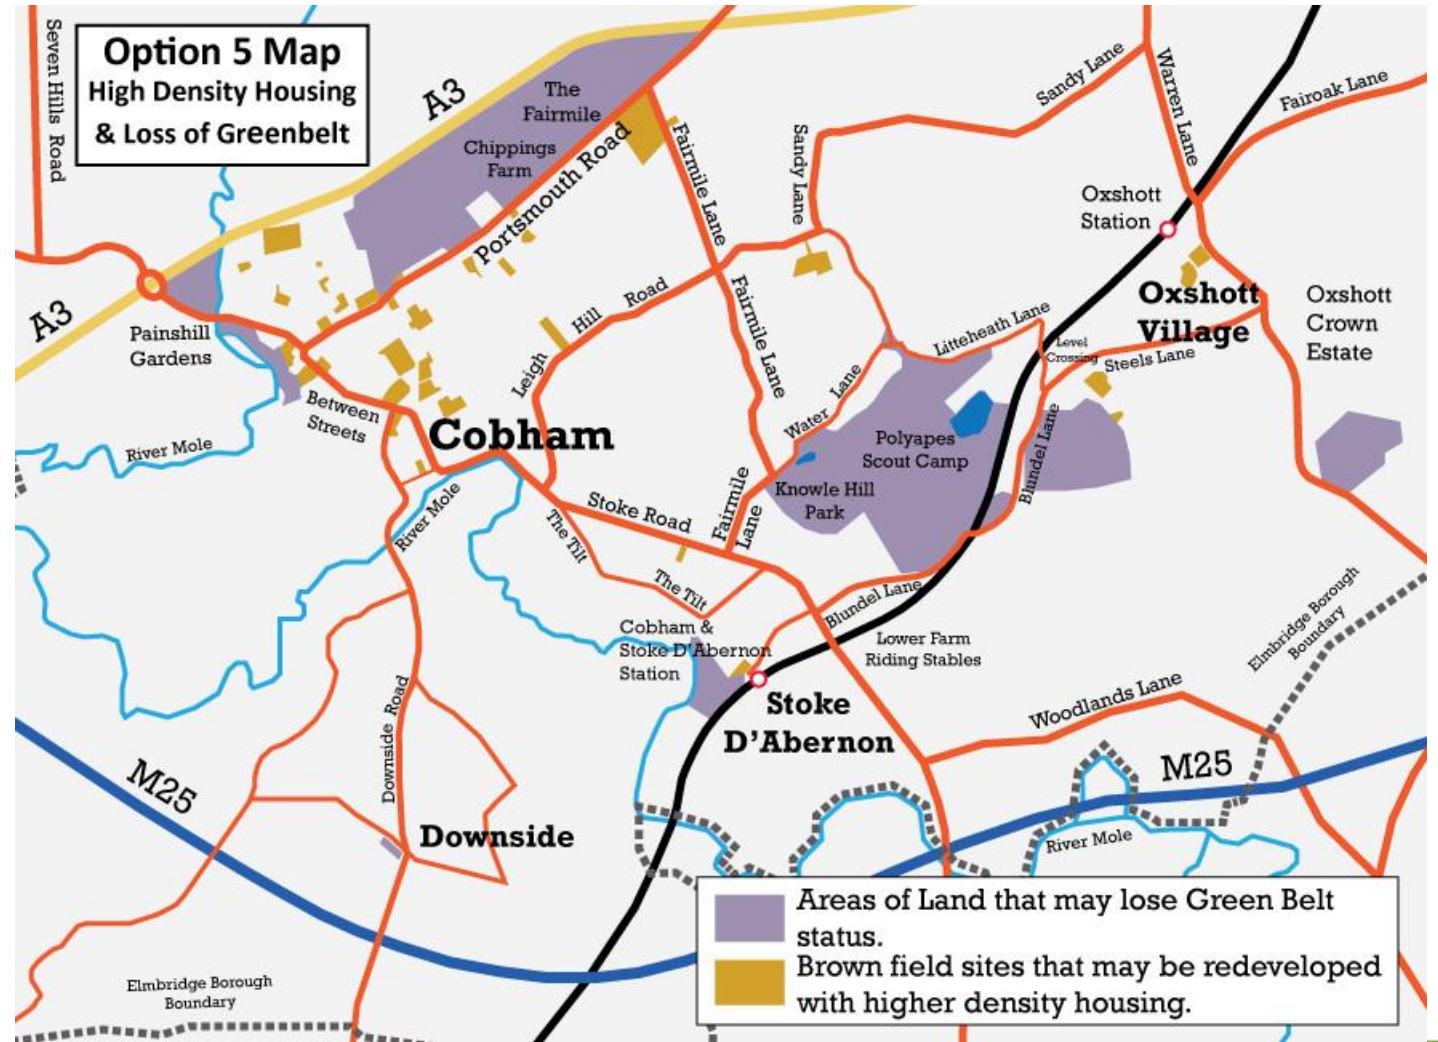 Option 5 Map
High Density Housing
& Loss of Greenbelt
Seven Hills Road
A3
The
Fairmile
Chippings
Farm
Portsmouth Road
Fairmile Lane
Sandy Lane
Sandy Lane
Warren Lane
Fairoak Lane
Oxshott
Station
Oxshott
Village
Oxshott
Crown
Estate
A3
Painshill
Gardens
Leigh
Hill
Road
Fairmile Lane
Litteheath Lane
Level
Crossing
Steels Lane
Between
Streets
River Mole
Cobham
Water
Lane
Polyapes
Scout Camp
Blundel Lane
Knowle Hill
Park
River Mole
Stoke Road
Fairmile
Lane
The Tilt
The Tilt
Blundel Lane
Cobham &
Stoke D'Abernon
Station
Lower Farm
Riding Stables
Elmbridge Borough
Boundary
Stoke
D'Abernon
Woodlands Lane
Downside Road
M25
M25
Downside
River Mole
Elmbridge Borough
Boundary
Areas of Land that may lose Green Belt
status.
Brown field sites that may be redeveloped
with higher density housing.